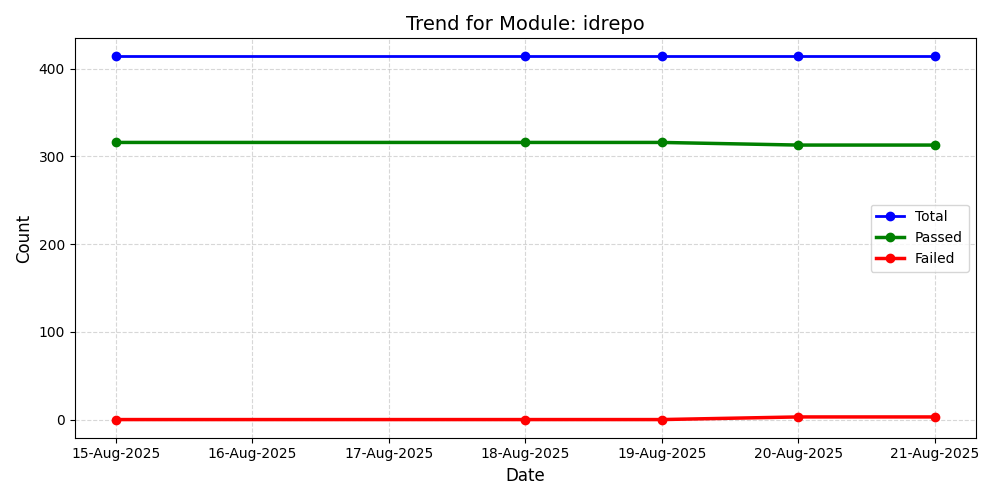 Trend for Module: idrepo
Count
400
300
200
100
0
Total
Passed
Failed
15-Aug-2025 16-Aug-2025 17-Aug-2025 18-Aug-2025 19-Aug-2025 20-Aug-2025 21-Aug-2025
Date